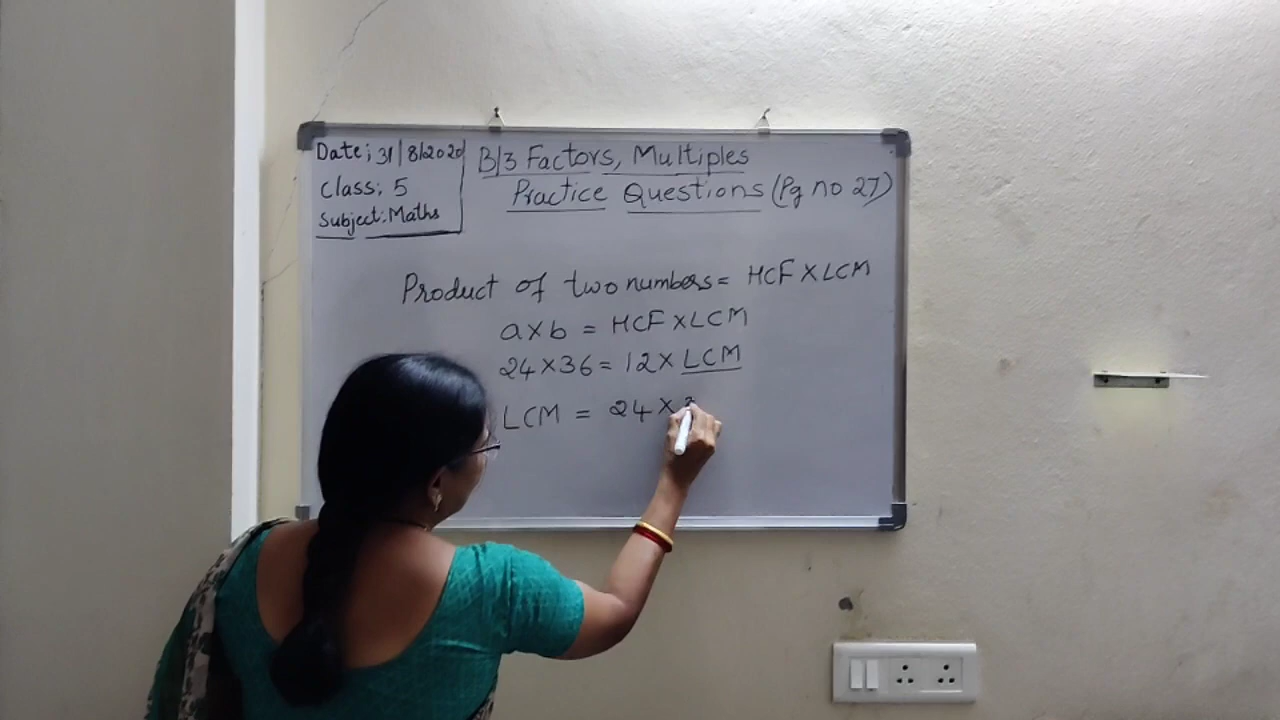 Date; 31/8/2020
Class: 5
Subject: Maths
B/3 Factors, Multiples
Practice Questions (Pg no 27)
Product of two numbers = HCF X LCM
a X b = HCF X LCM
24 X 36 = 12 X LCM
LCM = 24 X